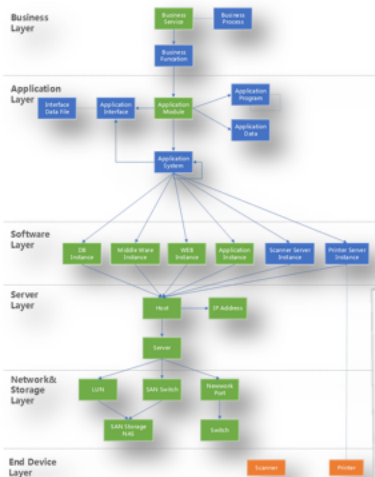 Business
Layer
Business
Service
Business
Process
Business
Function
Application
Layer
Interface
Data File
Application
Interface
Application
Module
Application
Program
Application
Data
Application
System
Software
Layer
DB
Instance
Middle Ware
Instance
WEB
Instance
Application
Instance
Scanner Server
Instance
Printer Server
Instance
Server
Layer
Host
IP Address
Server
Network&
Storage
Layer
LUN
SAN Switch
Newwork
Port
SAN Storage
NAS
Switch
End Device
Layer
Scanner
Printer